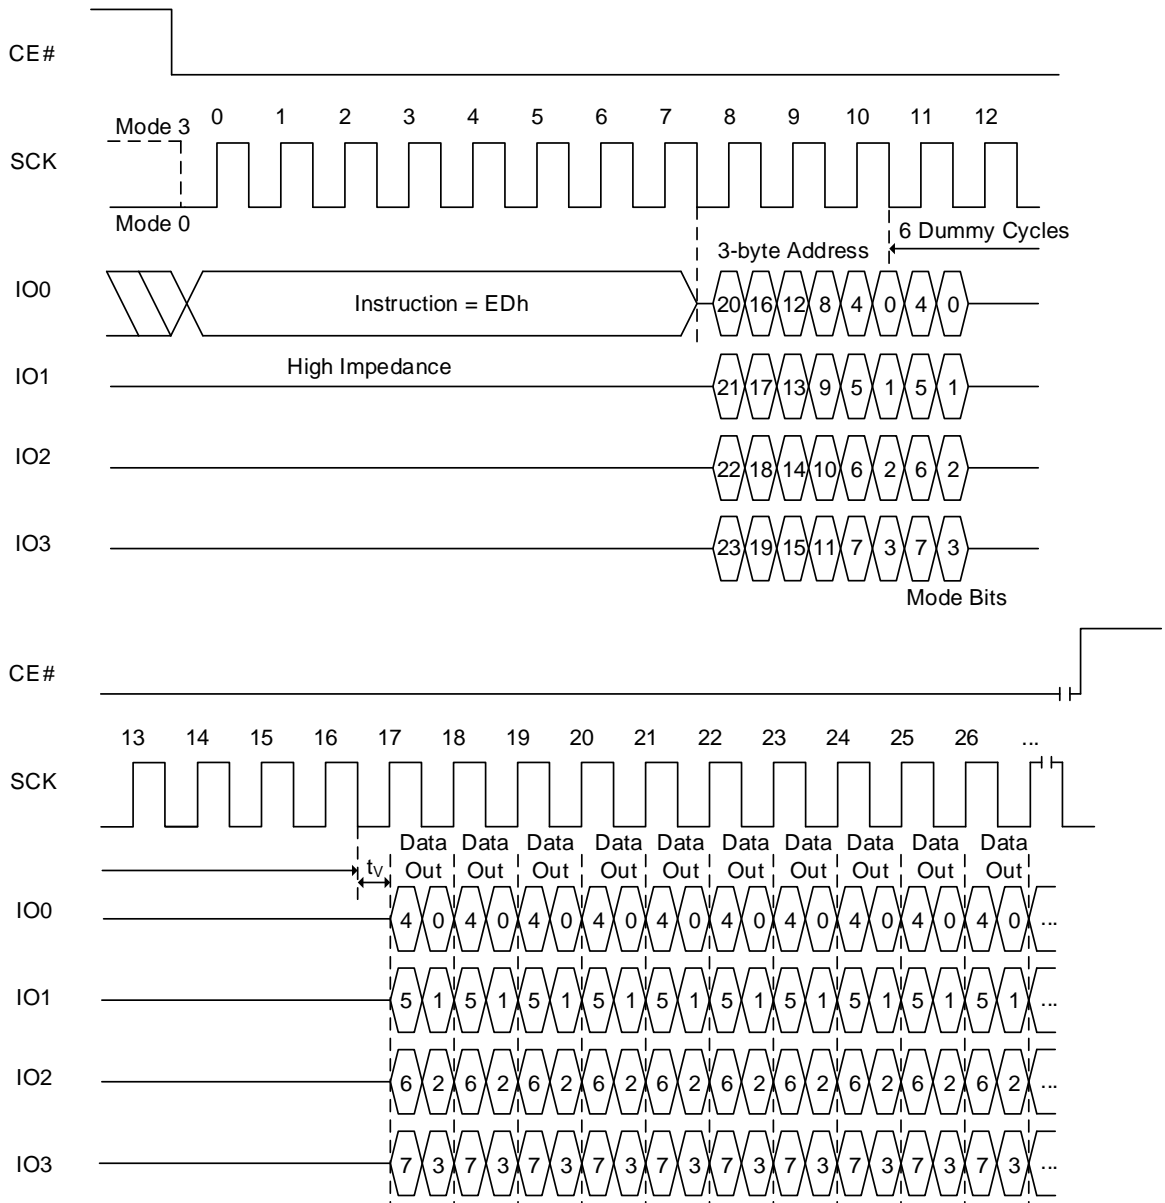 CE#
0 1 2 3 4 5 6 7 8 9 10 11 12
Mode 3
SCK
Mode 0
6 Dummy Cycles
3-byte Address
IO0
Instruction = EDh
20 16 12 8 4 0 4 0
High Impedance
IO1
21 17 13 9 5 1 5 1
IO2
22 18 14 10 6 2 6 2
IO3
23 19 15 11 7 3 7 3
Mode Bits
CE#
13 14 15 16 17 18 19 20 21 22 23 24 25 26 ...
SCK
Data Data Data Data Data Data Data Data Data Data
tV Out Out Out Out Out Out Out Out Out Out
IO0 4 0 4 0 4 0 4 0 4 0 4 0 4 0 4 0 4 0 4 0 ...
IO1 5 1 5 1 5 1 5 1 5 1 5 1 5 1 5 1 5 1 5 1 ...
IO2 6 2 6 2 6 2 6 2 6 2 6 2 6 2 6 2 6 2 6 2 ...
IO3 7 3 7 3 7 3 7 3 7 3 7 3 7 3 7 3 7 3 7 3 ...